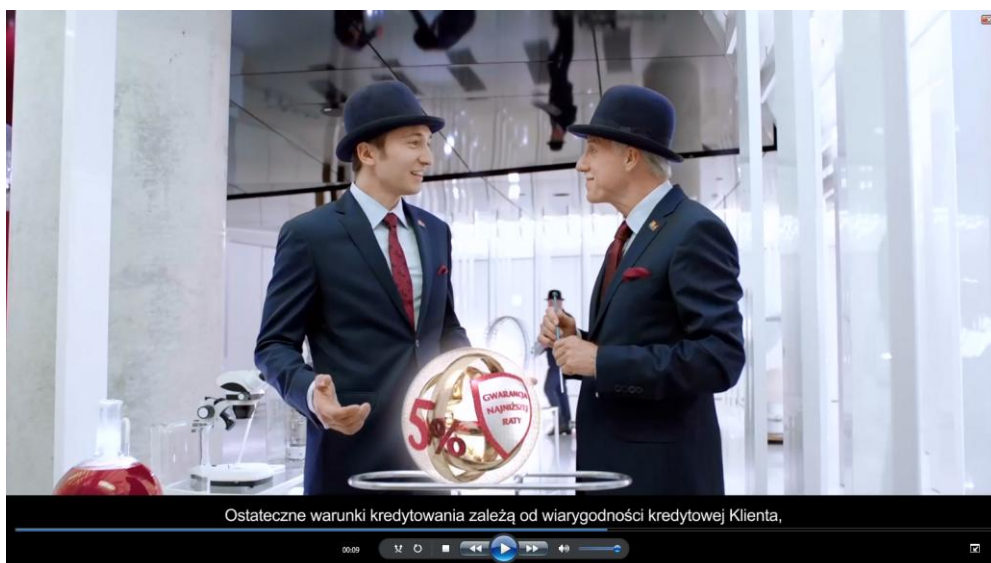 5%
GWARANCJA
NAJNIŻSZEJ
RATY
Ostateczne warunki kredytowania zależą od wiarygodności kredytowej Klienta,
00:09